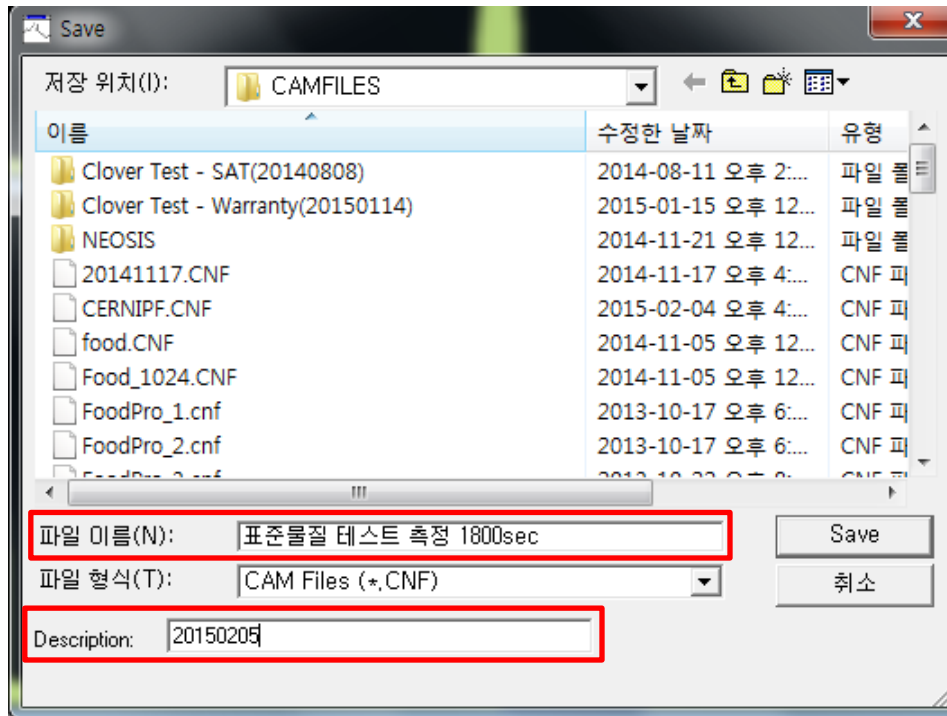 Save
저장 위치(I): CAMFILES
이름 수정한 날짜 유형
Clover Test - SAT(20140808) 2014-08-11 오후 2:... 파일 폴
Clover Test - Warranty(20150114) 2015-01-15 오후 12... 파일 폴
NEOSIS 2014-11-21 오후 12... 파일 폴
20141117.CNF 2014-11-17 오후 4:... CNF 파
CERNIPF.CNF 2015-02-04 오후 4:... CNF 파
food.CNF 2014-11-05 오후 12... CNF 파
Food_1024.CNF 2014-11-05 오후 12... CNF 파
FoodPro_1.cnf 2013-10-17 오후 6:... CNF 파
FoodPro_2.cnf 2013-10-17 오후 6:... CNF 파
파일 이름(N): 표준물질 테스트 측정 1800sec Save
파일 형식(T): CAM Files (*.CNF) 취소
Description: 20150205